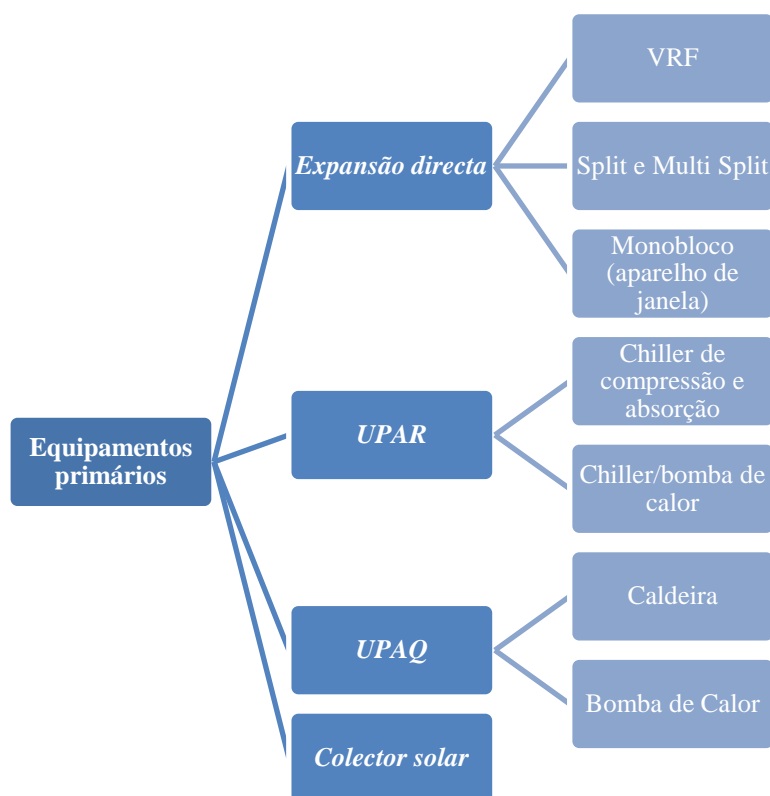 Equipamentos
primários
Expansão directa
VRF
Split e Multi Split
Monobloco
(aparelho de
janela)
UPAR
Chiller de
compressão e
absorção
Chiller/bomba de
calor
UPAQ
Caldeira
Bomba de Calor
Colector solar